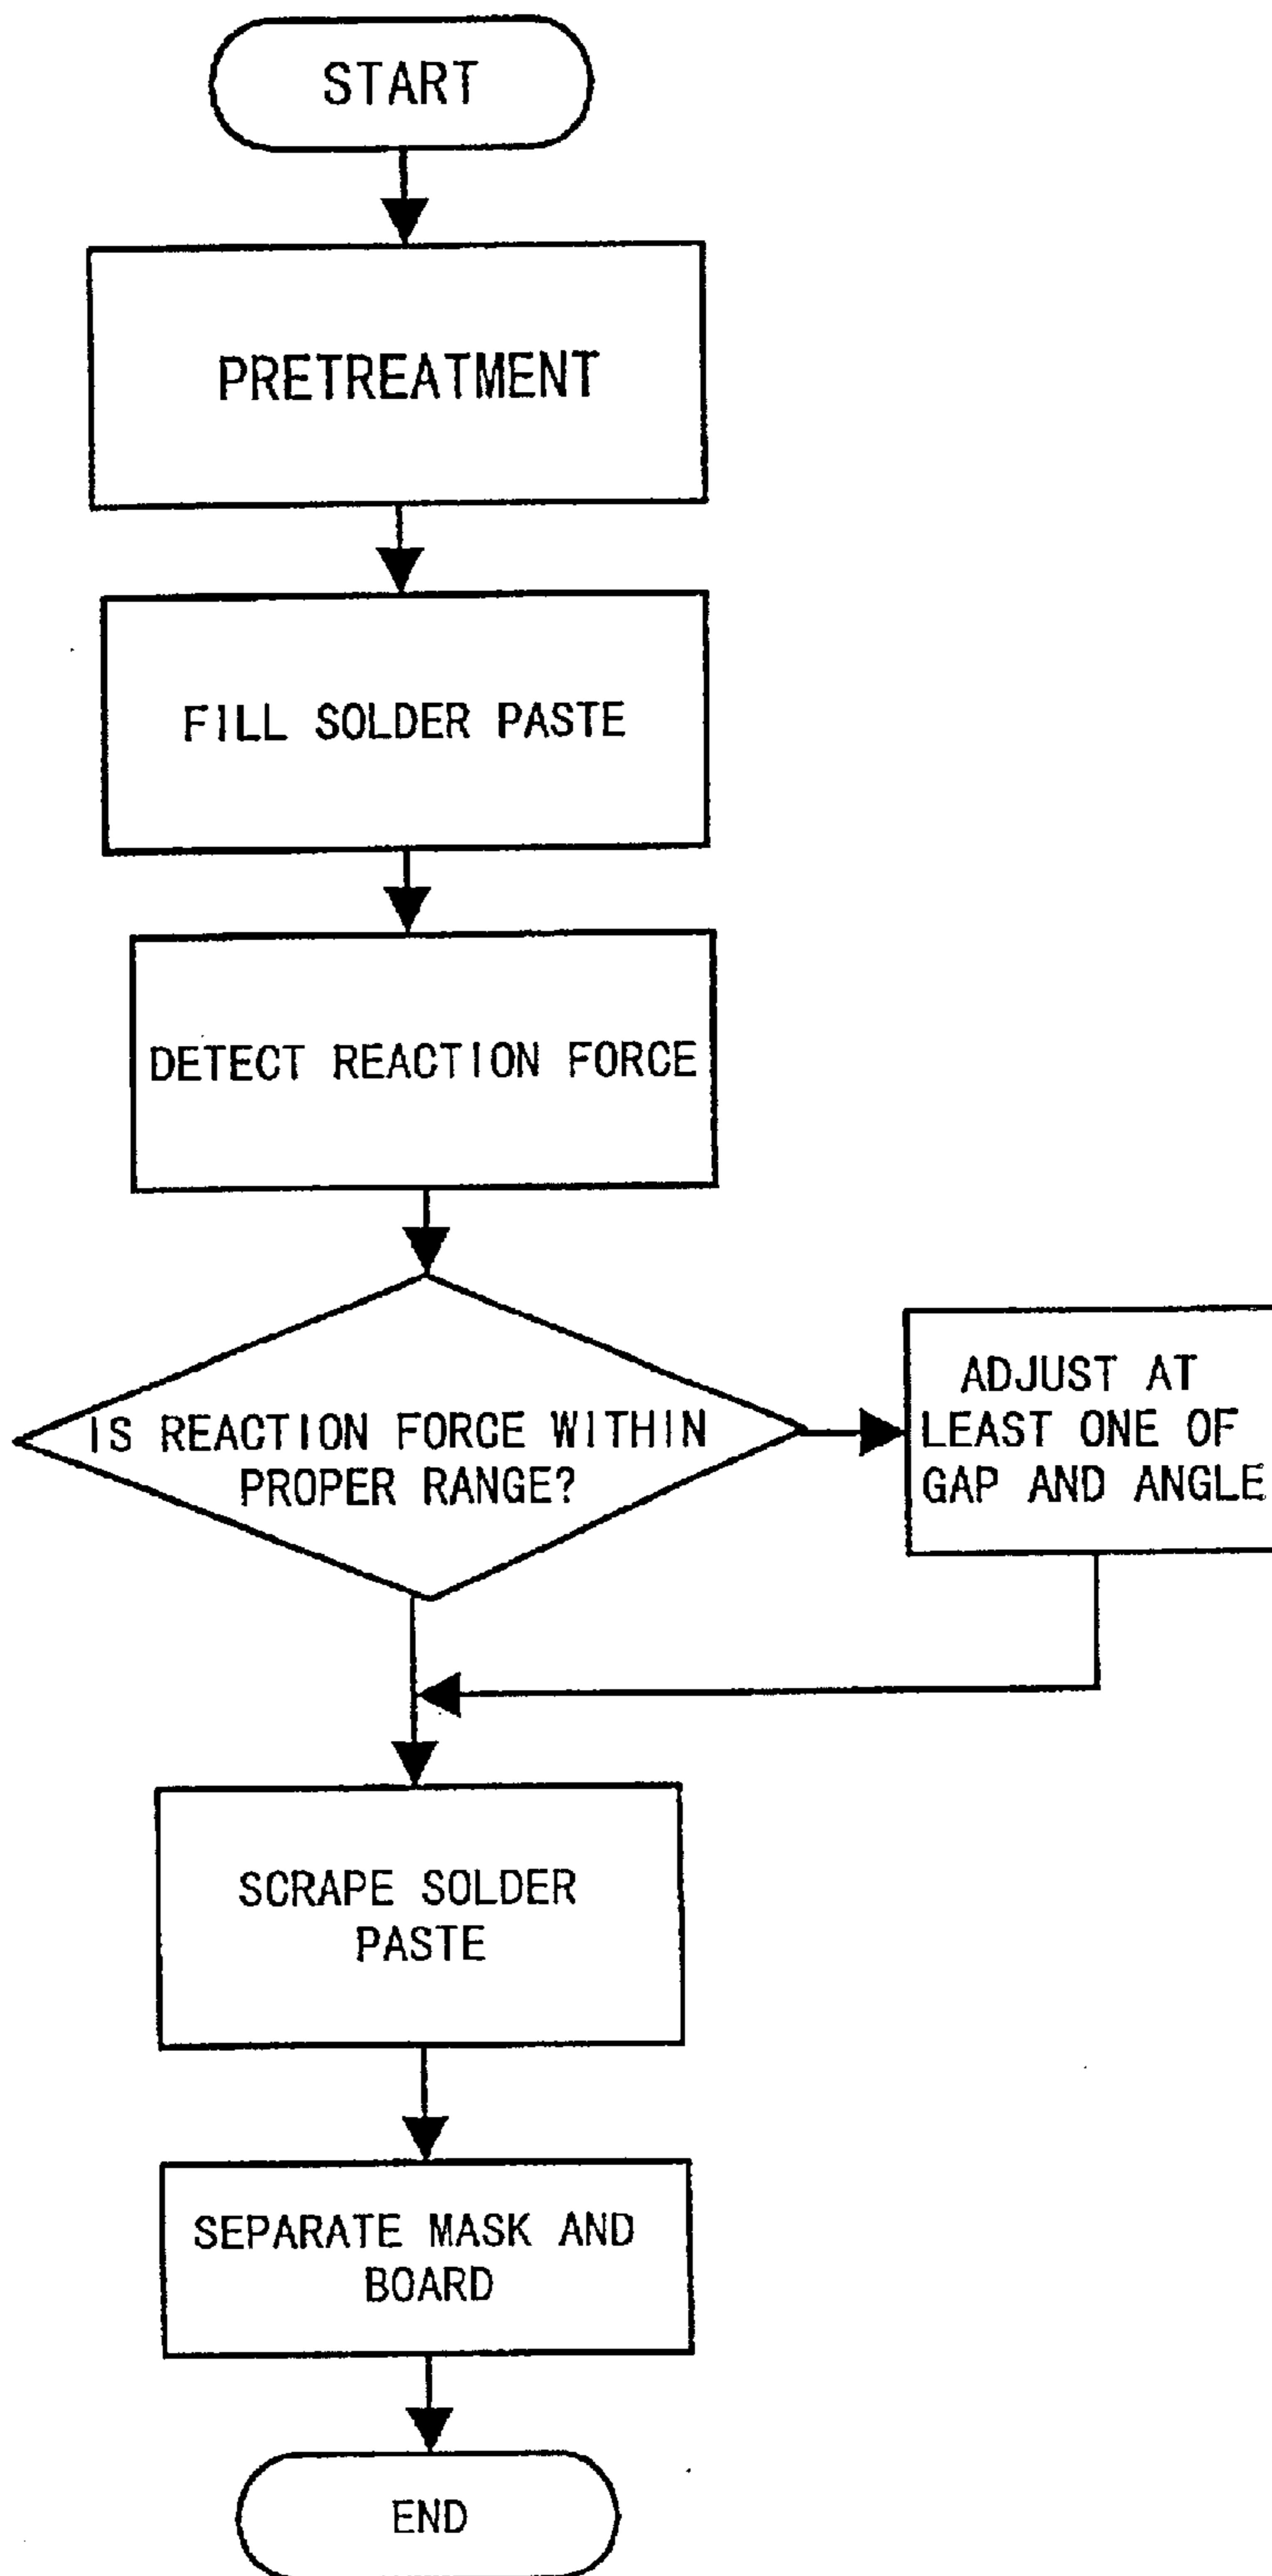 START
PRETREATMENT
FILL SOLDER PASTE
DETECT REACTION FORCE
IS REACTION FORCE WITHIN
PROPER RANGE?
ADJUST AT
LEAST ONE OF
GAP AND ANGLE
SCRAPE SOLDER
PASTE
SEPARATE MASK AND
BOARD
END